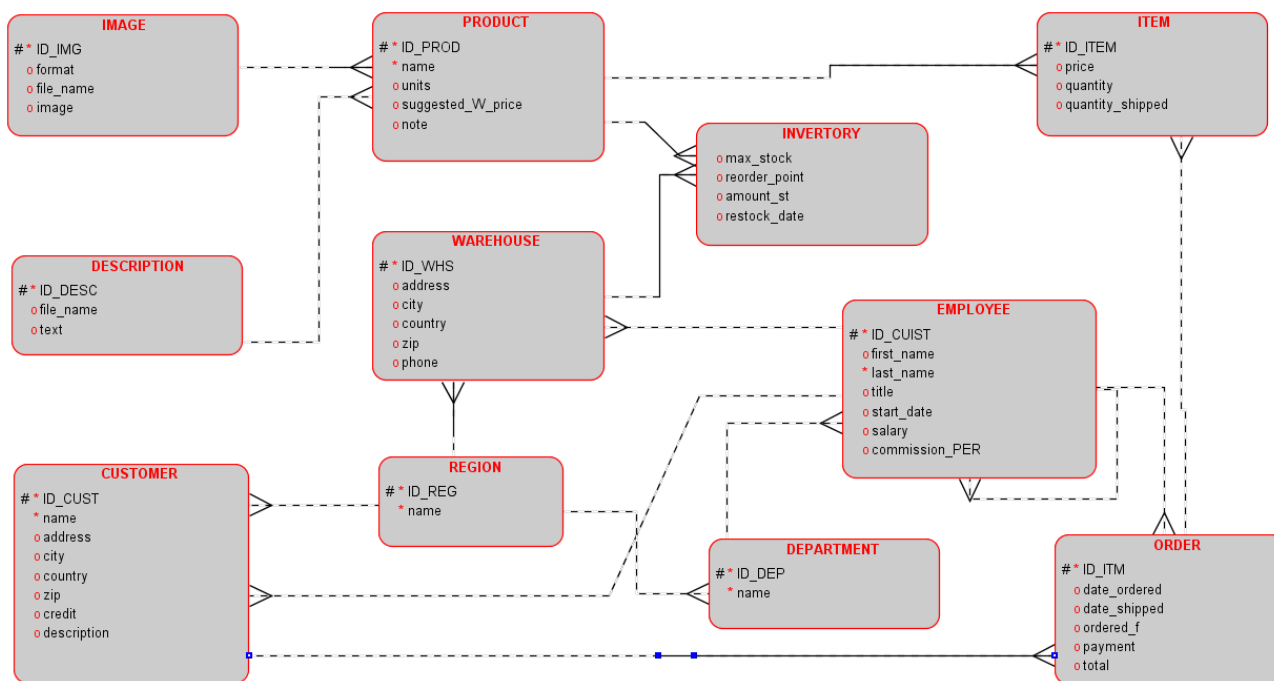 IMAGE
# * ID_IMG
o format
o file_name
o image
PRODUCT
# * ID_PROD
* name
o units
o suggested_W_price
o note
ITEM
# * ID_ITEM
o price
o quantity
o quantity_shipped
INVERTORY
o max_stock
o reorder_point
o amount_st
o restock_date
DESCRIPTION
# * ID_DESC
o file_name
o text
WAREHOUSE
# * ID_WHS
o address
o city
o country
o zip
o phone
EMPLOYEE
# * ID_CUIST
o first_name
* last_name
o title
o start_date
o salary
o commission_PER
CUSTOMER
# * ID_CUST
* name
o address
o city
o country
o zip
o credit
o description
REGION
# * ID_REG
* name
DEPARTMENT
# * ID_DEP
* name
ORDER
# * ID_ITM
o date_ordered
o date_shipped
o ordered_f
o payment
o total